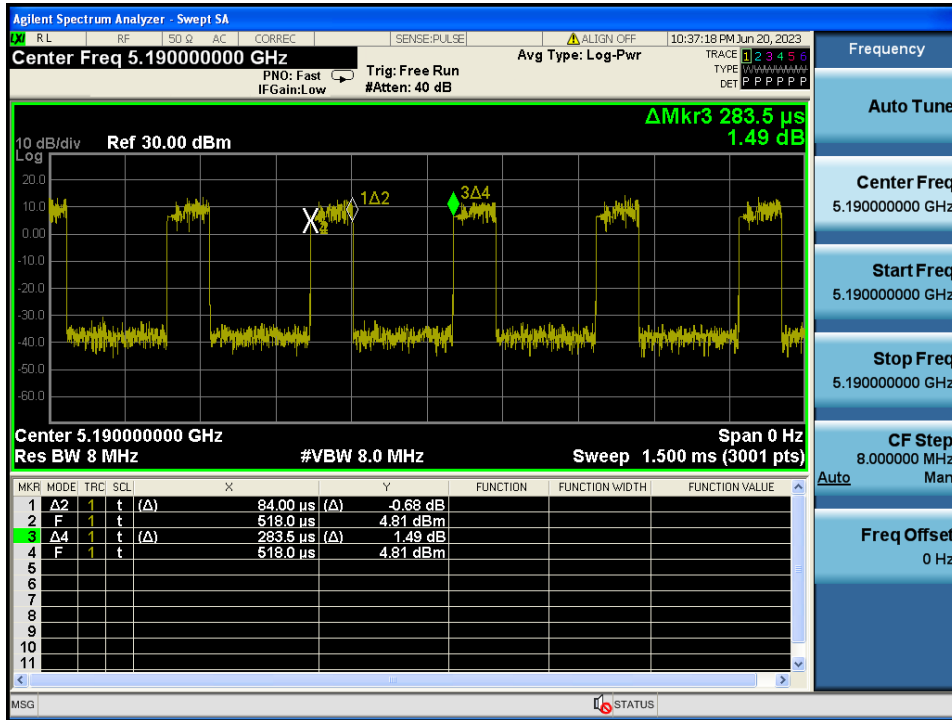 Agilent Spectrum Analyzer - Swept SA
LXI RL RF 50 Ω AC CORREC SENSE:PULSE ALIGN OFF 10:37:18 PM Jun 20, 2023
Center Freq 5.190000000 GHz
PNO: Fast
IFGain:Low
Trig: Free Run
#Atten: 40 dB
Avg Type: Log-Pwr
TRACE 1 2 3 4 5 6
TYPE WWWWWW
DET P P P P P P
ΔMkr3 283.5 µs
1.49 dB
10 dB/div Ref 30.00 dBm
Log
20.0
10.0
0.00
-10.0
-20.0
-30.0
-40.0
-50.0
-60.0
1Δ2
3Δ4
4
Center 5.190000000 GHz Span 0 Hz
Res BW 8 MHz #VBW 8.0 MHz Sweep 1.500 ms (3001 pts)
MKR MODE TRC SCL X Y FUNCTION FUNCTION WIDTH FUNCTION VALUE
1 Δ2 1 t (Δ) 84.00 µs (Δ) -0.68 dB
2 F 1 t 518.0 µs 4.81 dBm
3 Δ4 1 t (Δ) 283.5 µs (Δ) 1.49 dB
4 F 1 t 518.0 µs 4.81 dBm
5
6
7
8
9
10
11
MSG STATUS
Frequency
Auto Tune
Center Freq
5.190000000 GHz
Start Freq
5.190000000 GHz
Stop Freq
5.190000000 GHz
CF Step
8.000000 MHz
Auto Man
Freq Offset
0 Hz